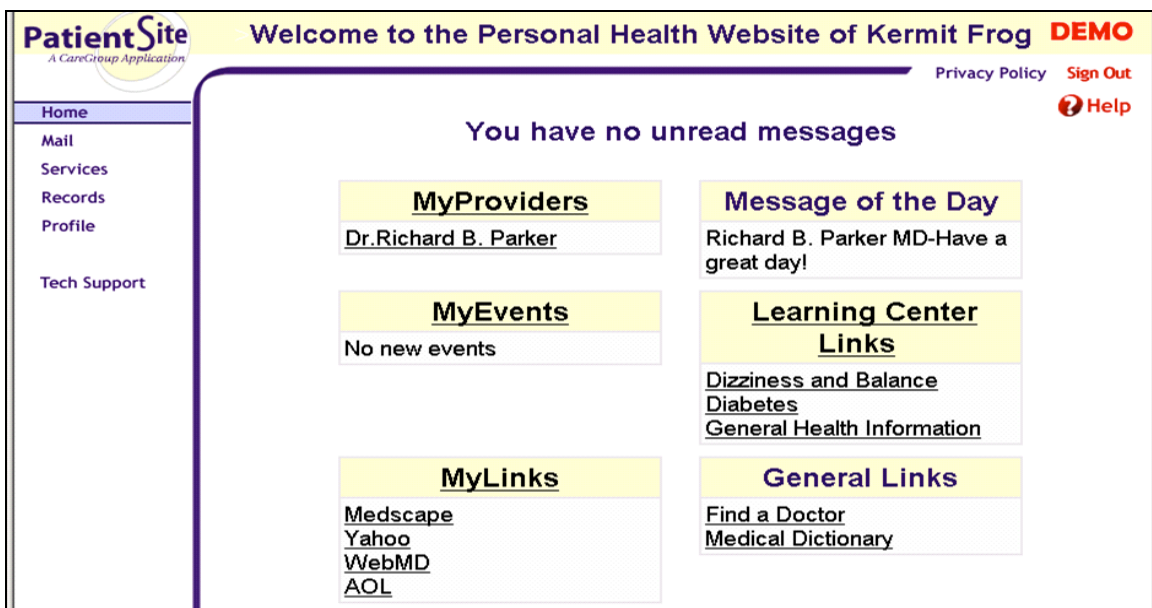 PatientSite
A CareGroup Application
Welcome to the Personal Health Website of Kermit Frog
DEMO
Privacy Policy
Sign Out
Help
Home
Mail
Services
Records
Profile
Tech Support
You have no unread messages
MyProviders
Dr.Richard B. Parker
Message of the Day
Richard B. Parker MD-Have a
great day!
MyEvents
No new events
Learning Center
Links
Dizziness and Balance
Diabetes
General Health Information
MyLinks
Medscape
Yahoo
WebMD
AOL
General Links
Find a Doctor
Medical Dictionary